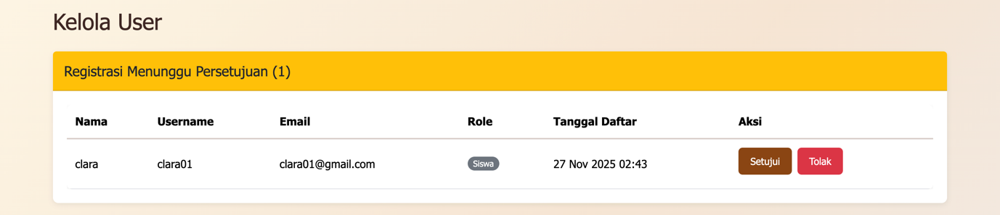 Kelola User
Registrasi Menunggu Persetujuan (1)
Nama Username Email Role Tanggal Daftar Aksi
clara clara01 clara01@gmail.com Siswa 27 Nov 2025 02:43 Setujui Tolak